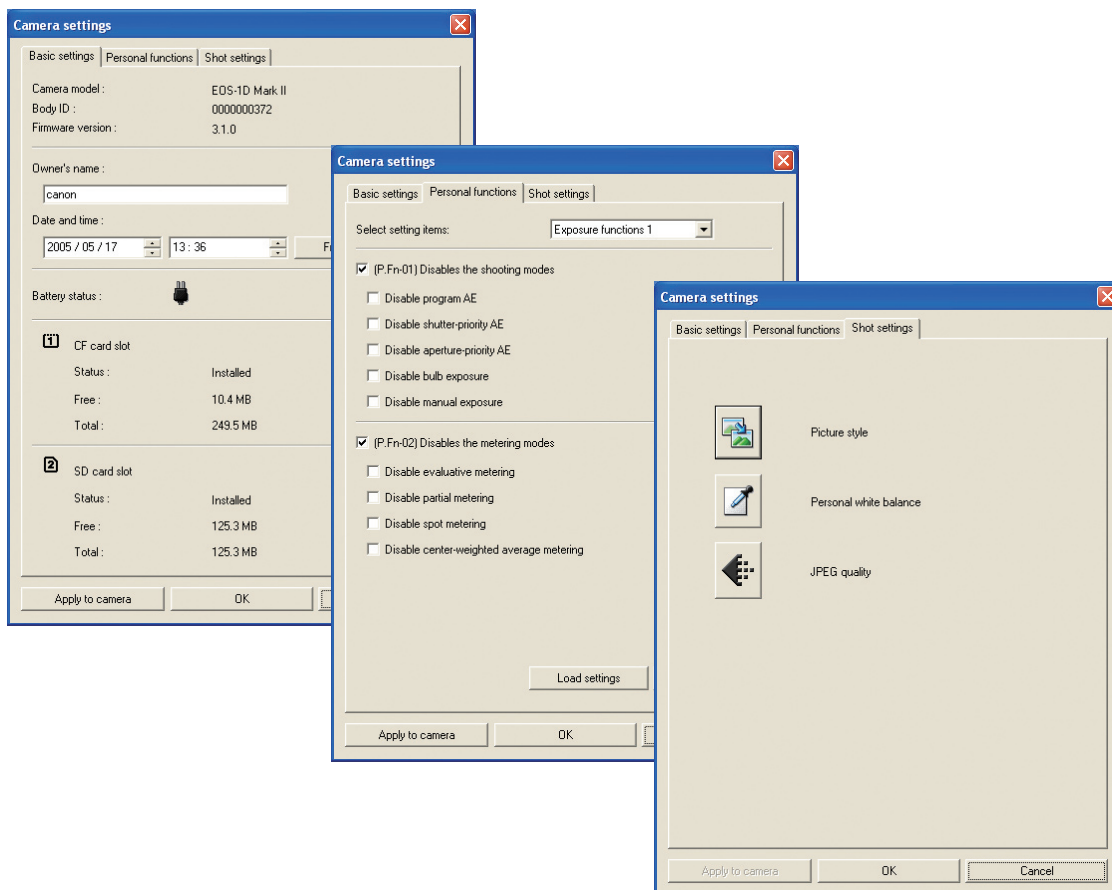 Camera settings
Basic settings Personal functions Shot settings
Camera model : EOS-1D Mark II
Body ID : 0000000372
Firmware version : 3.1.0
Owner's name :
canon
Date and time :
2005 / 05 / 17 13 : 36
Battery status :
1 CF card slot
Status : Installed
Free : 10.4 MB
Total : 249.5 MB
2 SD card slot
Status : Installed
Free : 125.3 MB
Total : 125.3 MB
Apply to camera OK
Camera settings
Basic settings Personal functions Shot settings
Select setting items: Exposure functions 1
(P.Fn-01) Disables the shooting modes
Disable program AE
Disable shutter-priority AE
Disable aperture-priority AE
Disable bulb exposure
Disable manual exposure
(P.Fn-02) Disables the metering modes
Disable evaluative metering
Disable partial metering
Disable spot metering
Disable center-weighted average metering
Load settings
Apply to camera OK
Camera settings
Basic settings Personal functions Shot settings
Picture style
Personal white balance
JPEG quality
Apply to camera OK Cancel